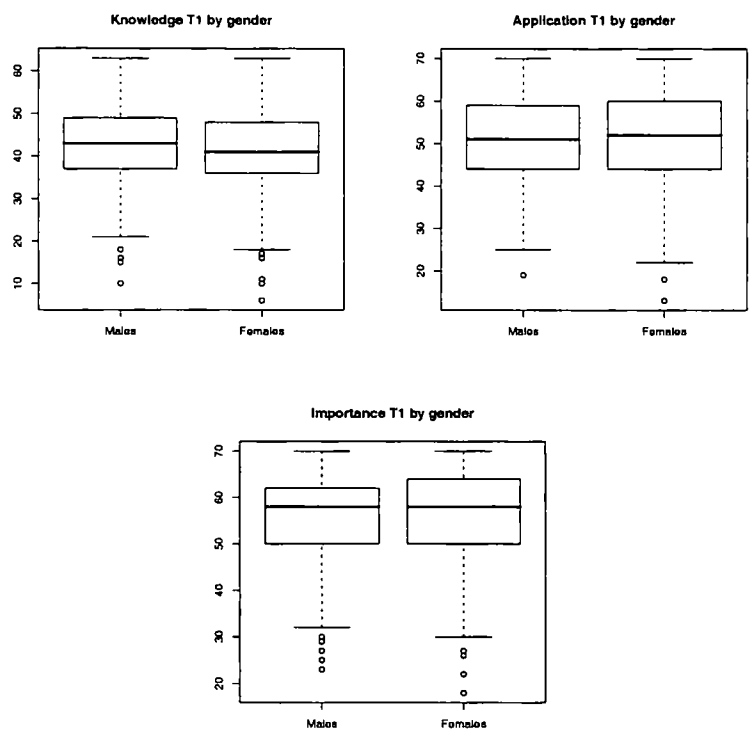 Knowledge T1 by gender
60
50
40
30
20
10
Males
Females
Application T1 by gender
70
60
50
40
30
20
Males
Females
Importance T1 by gender
70
60
50
40
30
20
Males
Females